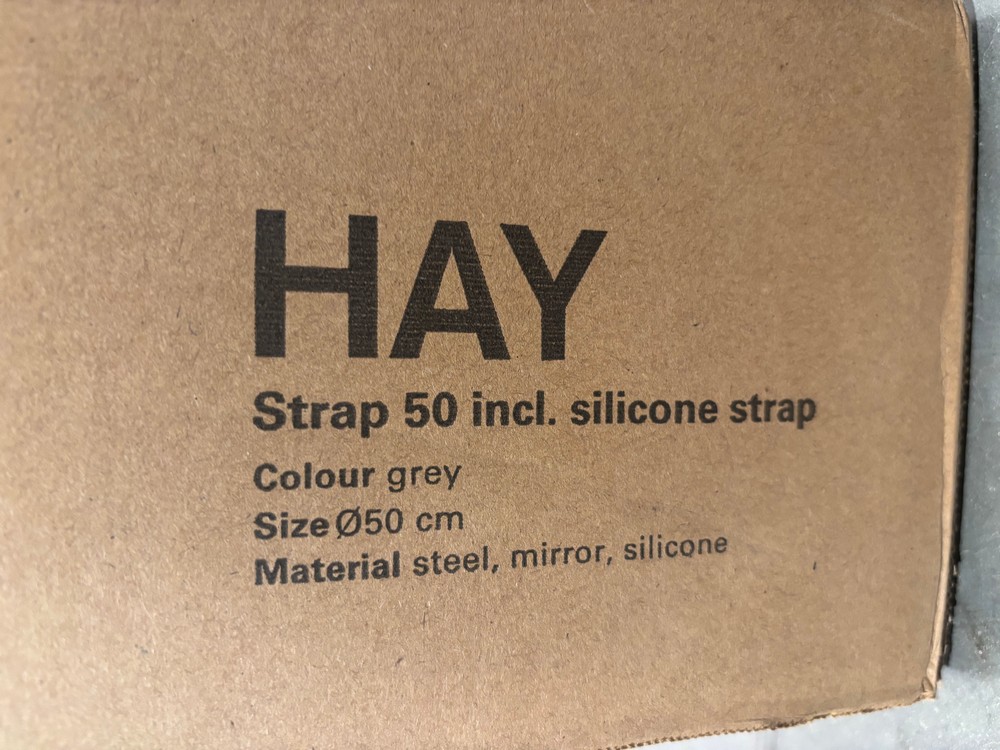 HAY
Strap 50 incl. silicone strap
Colour grey
Size Ø50 cm
Material steel, mirror, silicone